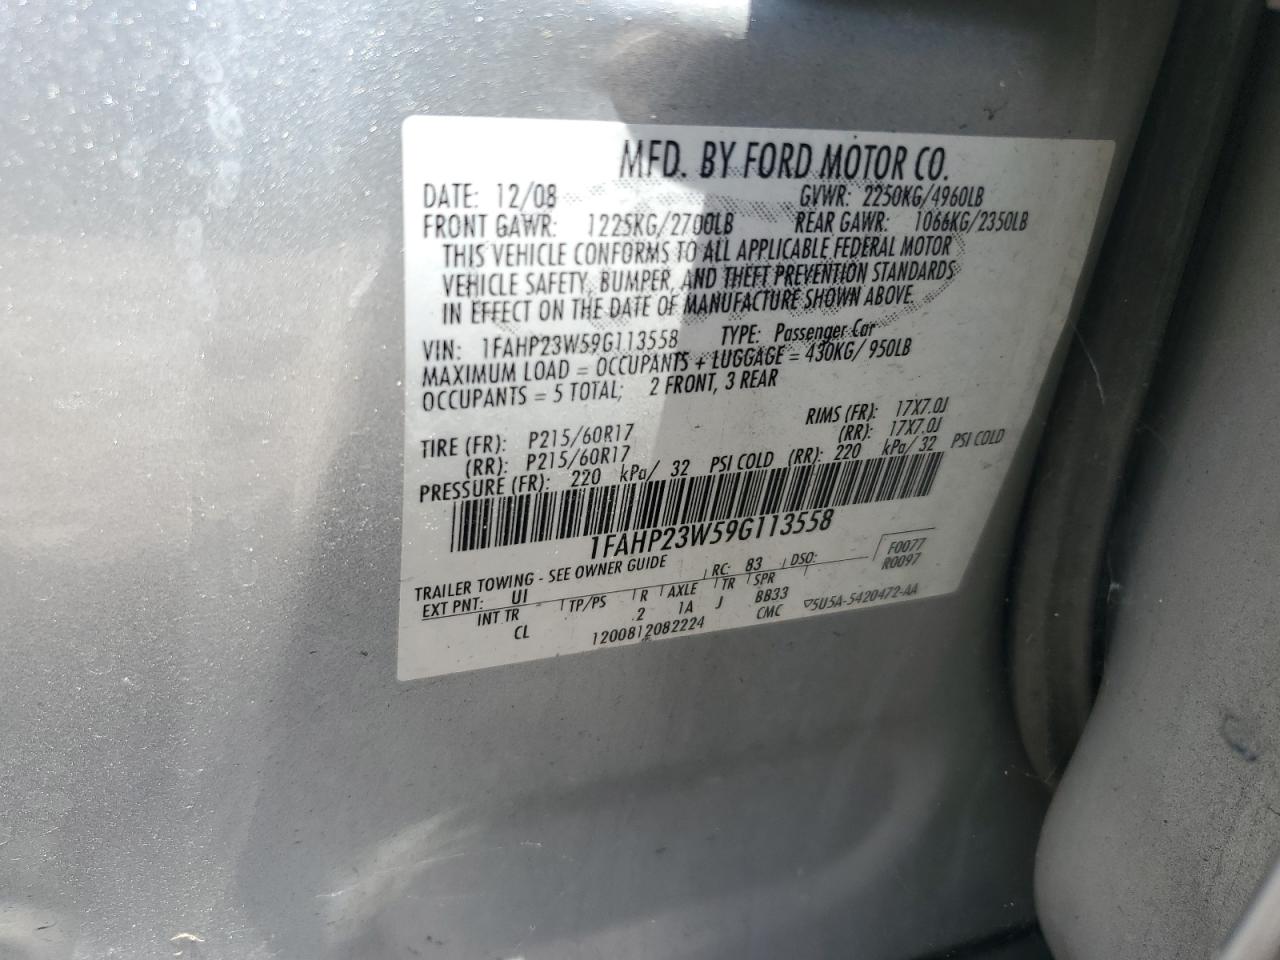 MFD. BY FORD MOTOR CO.
DATE: 12/08 GVWR: 2250KG/4960LB
FRONT GAWR: 1225KG/2700LB REAR GAWR: 1066KG/2350LB
THIS VEHICLE CONFORMS TO ALL APPLICABLE FEDERAL MOTOR
VEHICLE SAFETY, BUMPER, AND THEFT PREVENTION STANDARDS
IN EFFECT ON THE DATE OF MANUFACTURE SHOWN ABOVE.
VIN: 1FAHP23W59G113558 TYPE: Passenger Car
MAXIMUM LOAD = OCCUPANTS + LUGGAGE = 430KG/ 950LB
OCCUPANTS = 5 TOTAL; 2 FRONT, 3 REAR
TIRE (FR): P215/60R17 RIMS (FR): 17X7.0J
(RR): P215/60R17 (RR): 17X7.0J
PRESSURE (FR): 220 kPa/ 32 PSI COLD (RR): 220 kPa/ 32 PSI COLD
1FAHP23W59G113558
TRAILER TOWING - SEE OWNER GUIDE F0077
EXT PNT: UI RC: 83 DSO: R0097
INT TR TP/PS R AXLE TR SPR
CL 2 1A J BB33
1200812082224 CMC ▽5U5A-5420472-AA